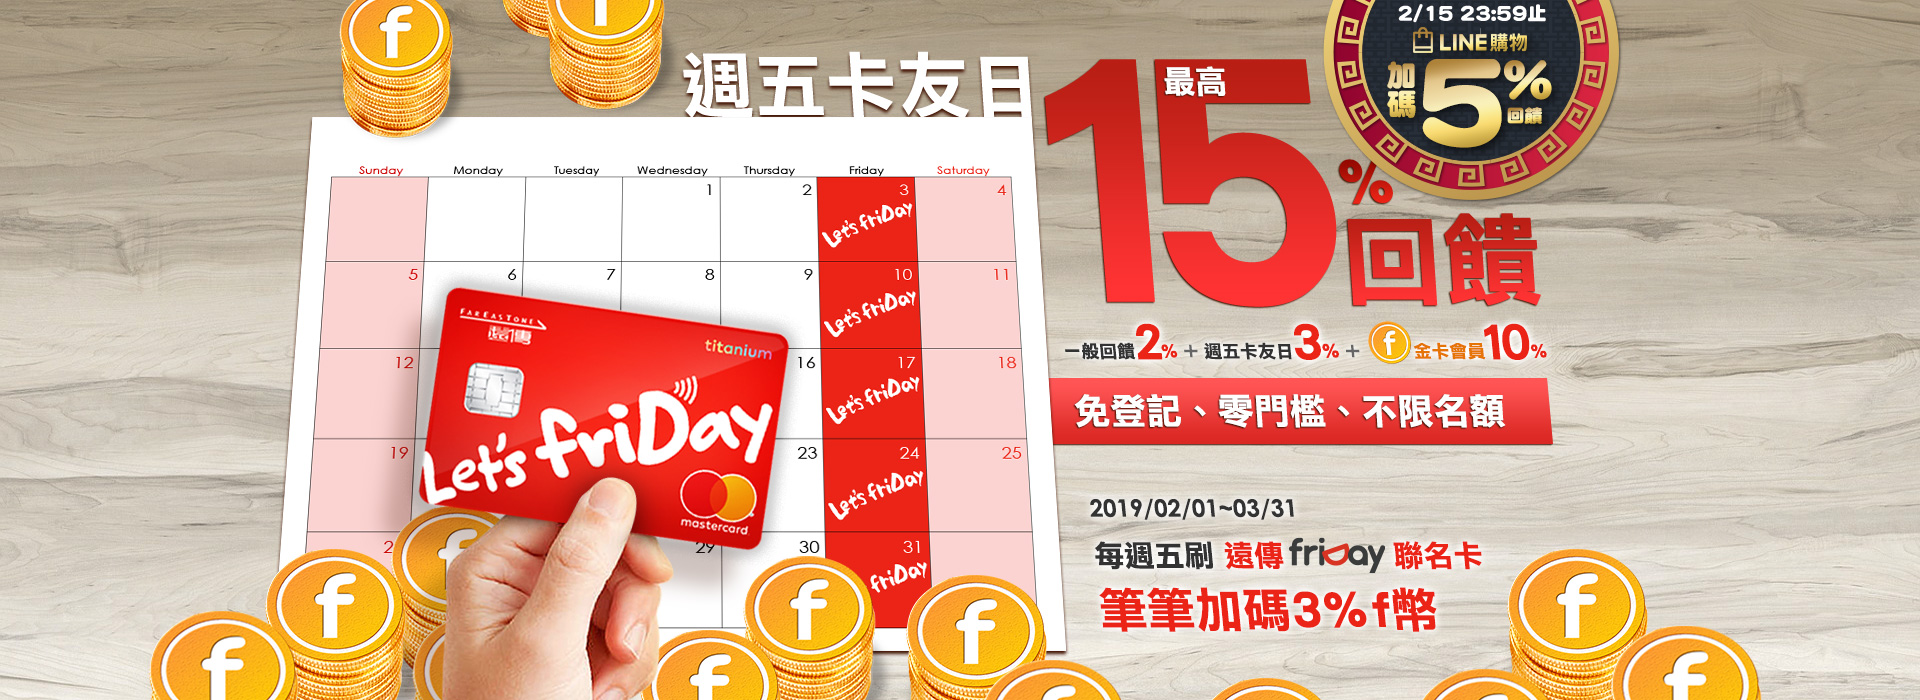 2/15 23:59止
LINE購物
加碼5%回饋
週五卡友日
最高
15%回饋
Sunday Monday Tuesday Wednesday Thursday Friday Saturday
1 2 3 4
Let's friDay
5 6 7 8 9 10 11
Let's friDay
12 16 17 18
Let's friDay
19 23 24 25
Let's friDay
29 30 31
friDay
FAREASTONE
遠傳
titanium
Let's friDay
mastercard
一般回饋2% + 週五卡友日3% + f 金卡會員10%
免登記、零門檻、不限名額
2019/02/01~03/31
每週五刷 遠傳 friDay 聯名卡
筆筆加碼3%f幣
f
f
f
f
f
f
f
f
f
f